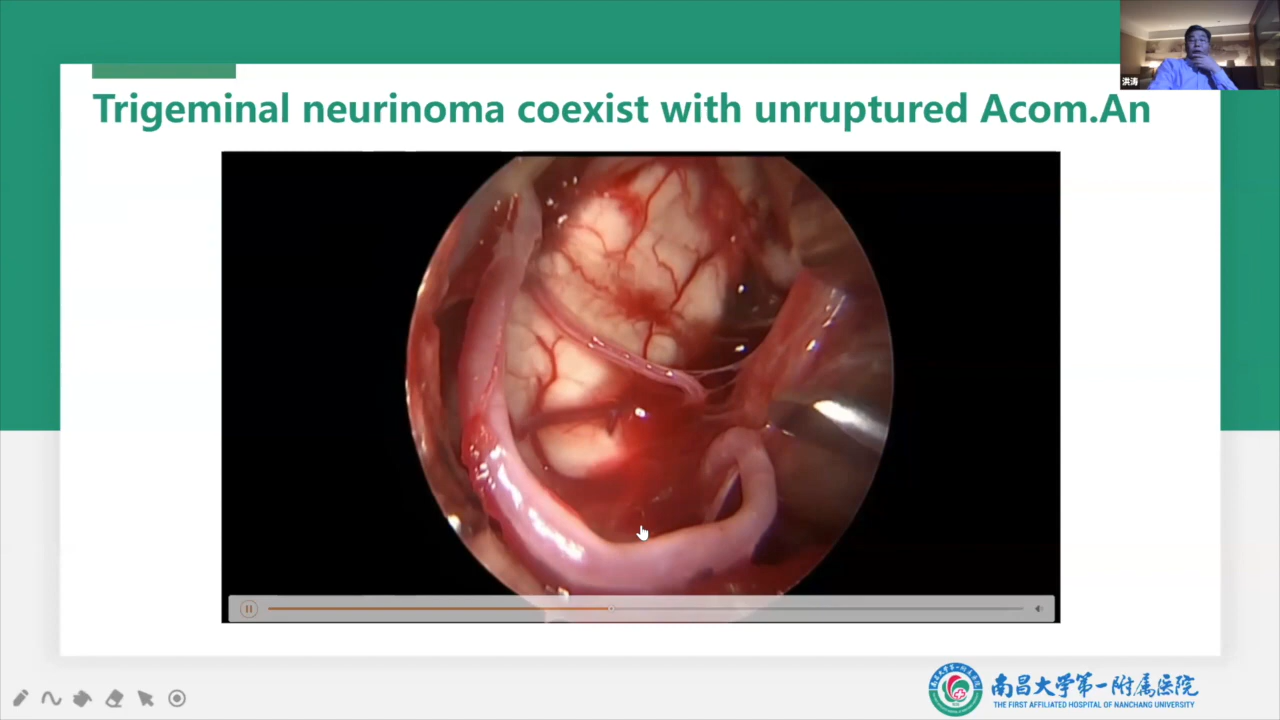 洪涛
Trigeminal neurinoma coexist with unruptured Acom.An
南昌大学第一附属医院
THE FIRST AFFILIATED HOSPITAL OF NANCHANG UNIVERSITY